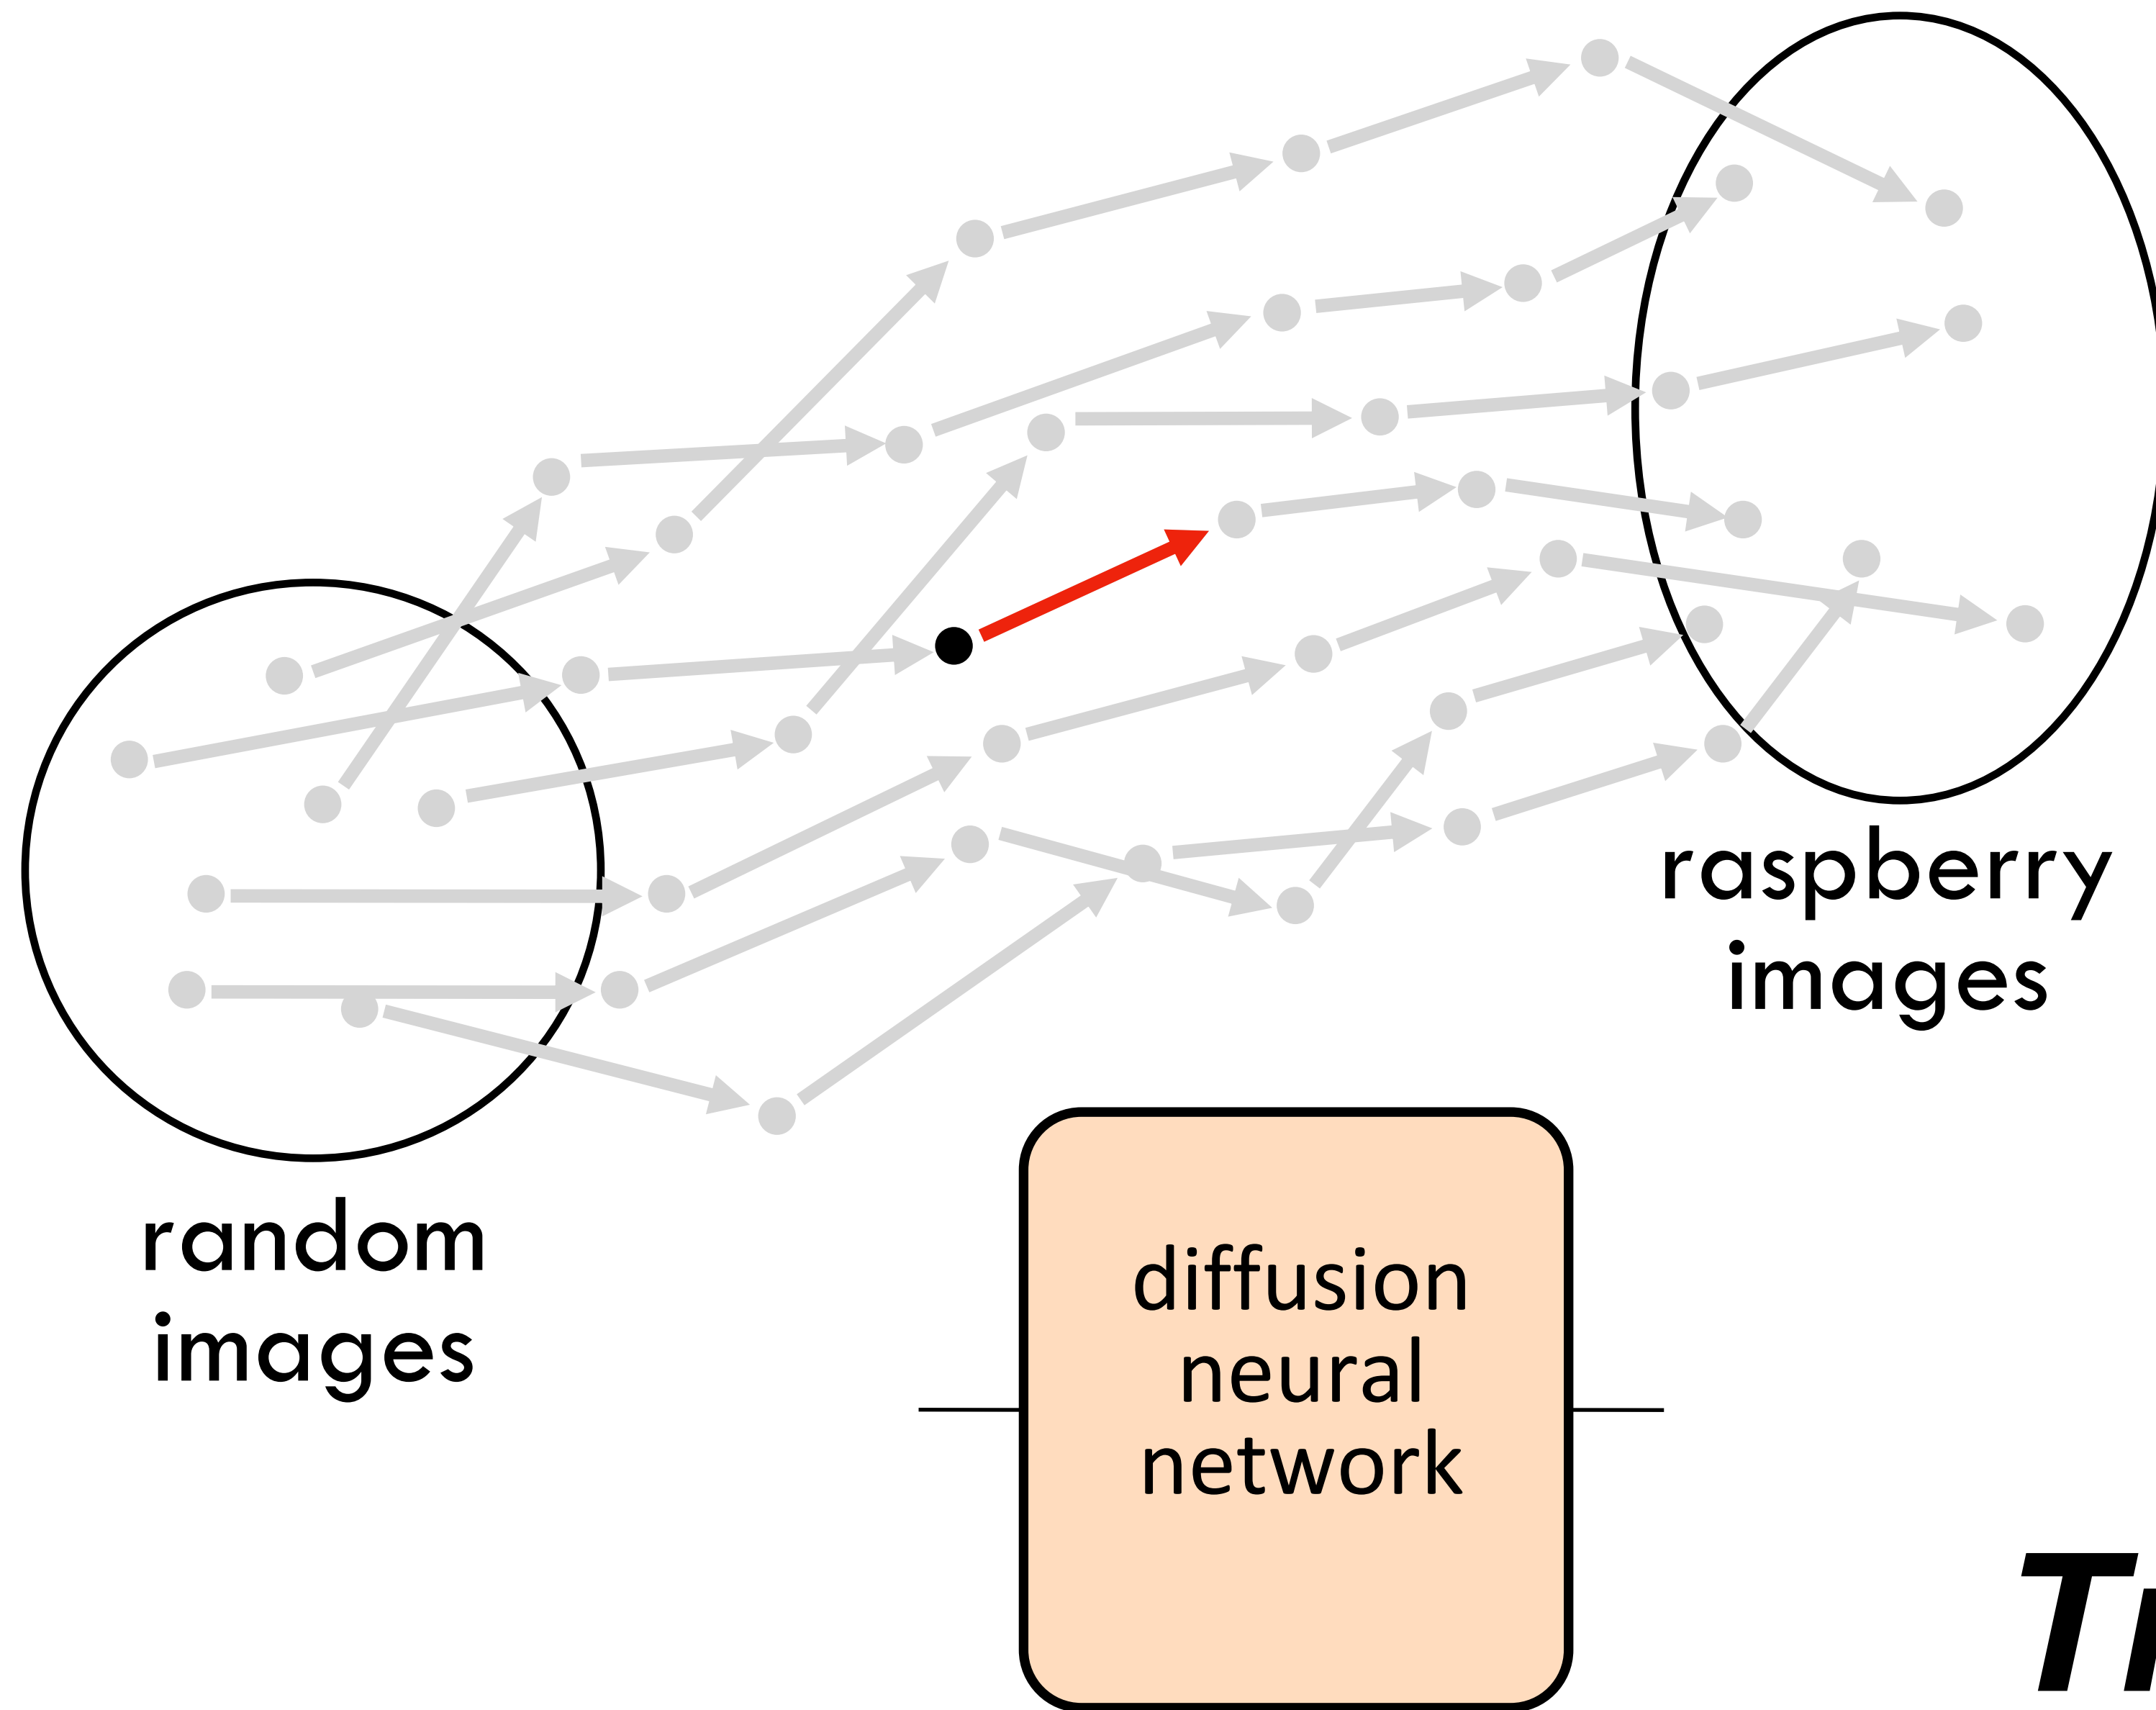 raspberry
images
random
images
diffusion
neural
network